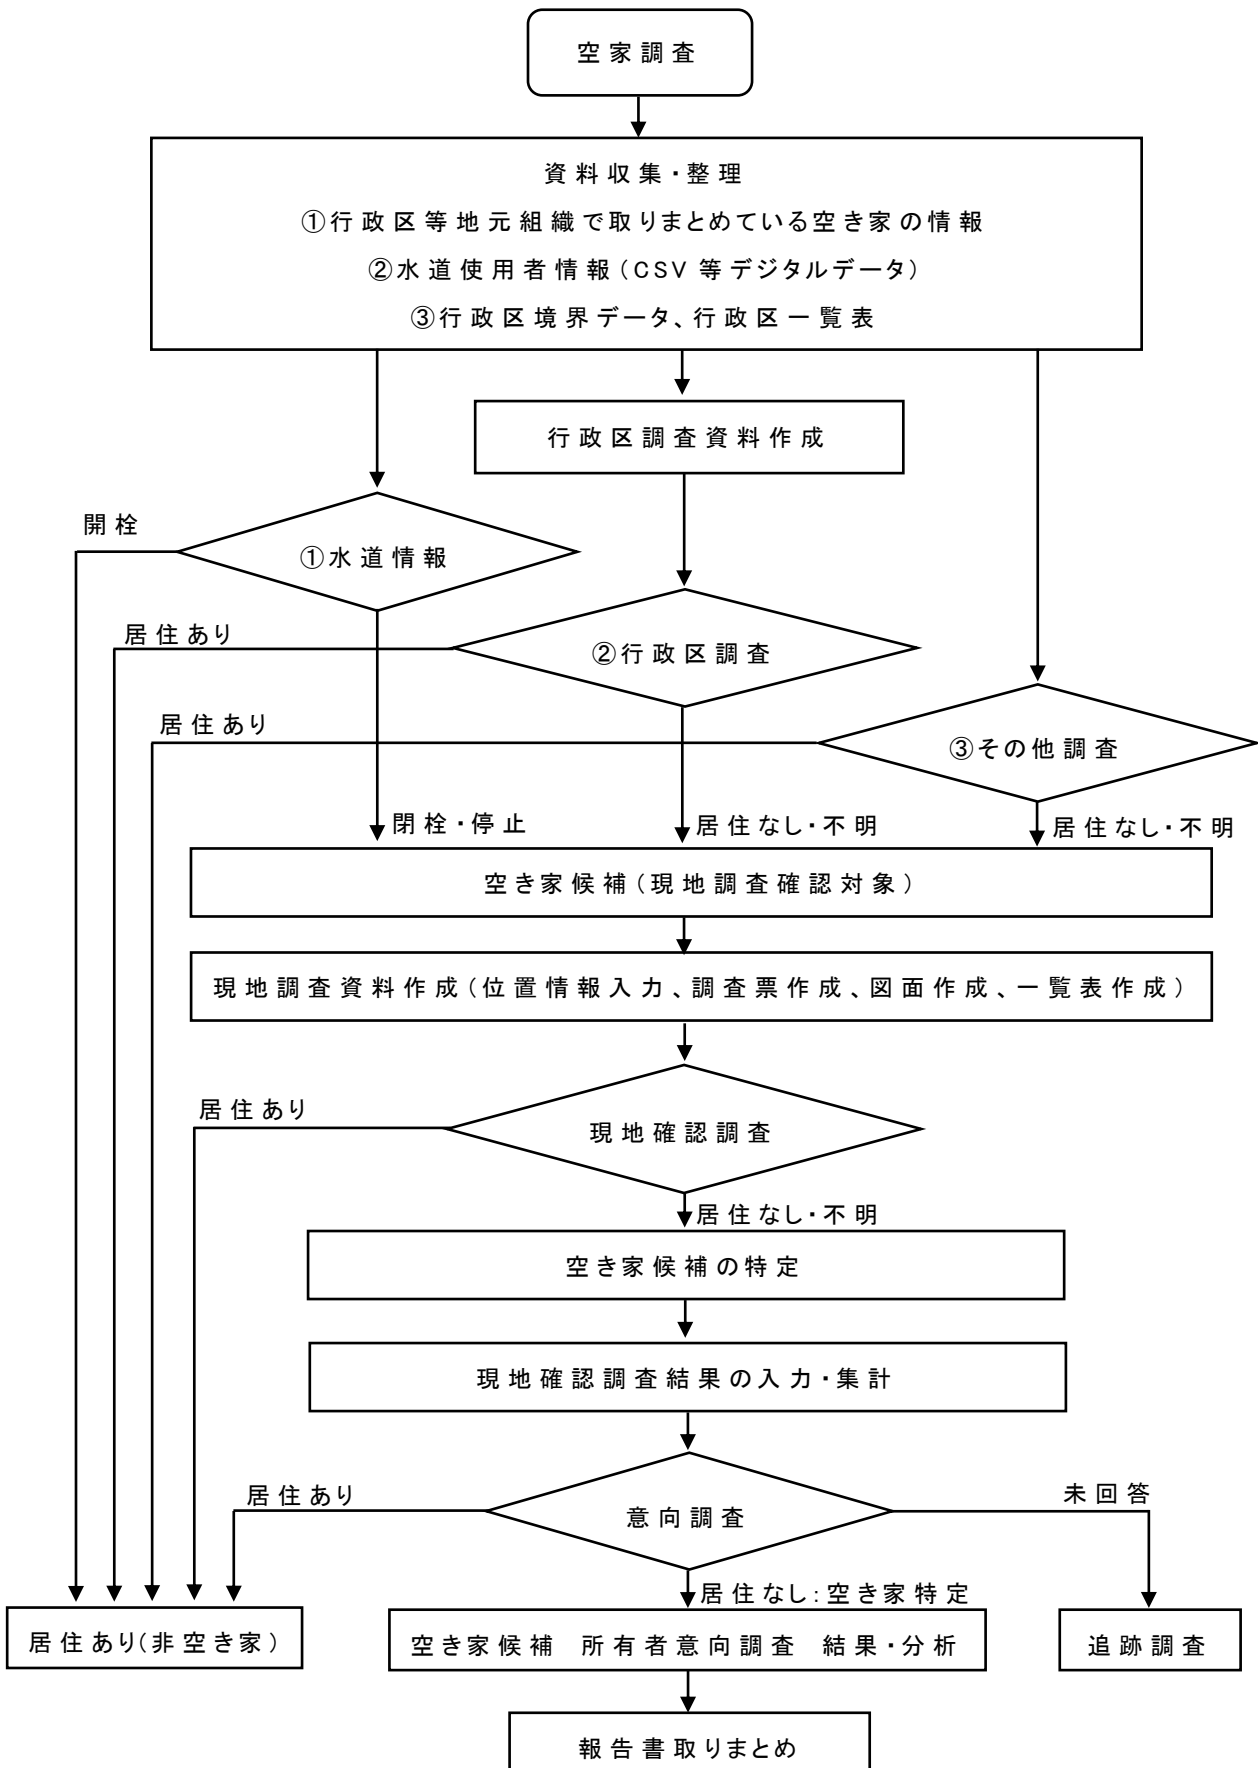 空家調査
資料収集・整理
①行政区等地元組織で取りまとめている空き家の情報
②水道使用者情報(CSV等デジタルデータ)
③行政区境界データ、行政区一覧表
行政区調査資料作成
開栓
①水道情報
居住あり
②行政区調査
居住あり
③その他調査
閉栓・停止
居住なし・不明
居住なし・不明
空き家候補(現地調査確認対象)
現地調査資料作成(位置情報入力、調査票作成、図面作成、一覧表作成)
居住あり
現地確認調査
居住なし・不明
空き家候補の特定
現地確認調査結果の入力・集計
居住あり
未回答
意向調査
居住なし:空き家特定
居住あり(非空き家)
空き家候補　所有者意向調査　結果・分析
追跡調査
報告書取りまとめ